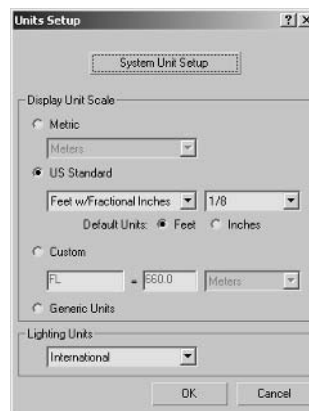 Units Setup
System Unit Setup
Display Unit Scale
Metric
Meters
US Standard
Feet w/Fractional Inches 1/8
Default Units: Feet Inches
Custom
FL = 660.0 Meters
Generic Units
Lighting Units
International
OK Cancel